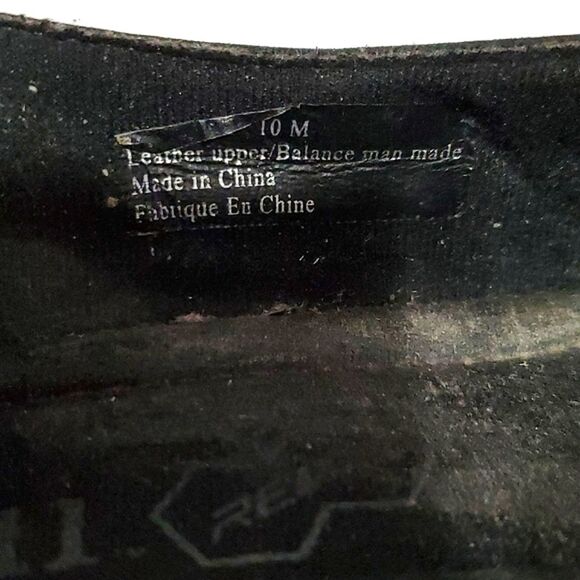 10 M
Leather upper/Balance man made
Made in China
Fabrique En Chine